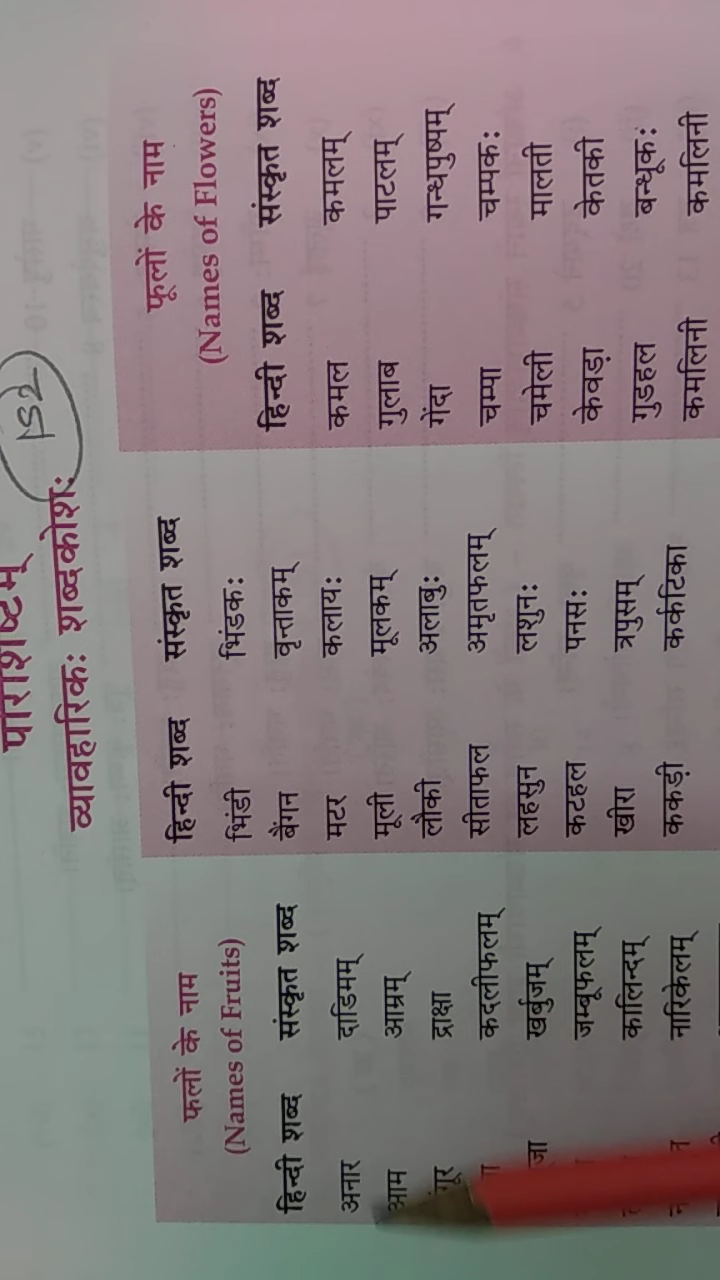 परिशिष्टम्
व्यावहारिकः शब्दकोशः
फलों के नाम
(Names of Fruits)
हिन्दी शब्द संस्कृत शब्द
अनार दाडिमम्
आम आम्रम्
द्राक्षा
कदलीफलम्
खर्बुजम्
जम्बूफलम्
कालिन्दम्
नारिकेलम्
हिन्दी शब्द संस्कृत शब्द
भिंडी भिंडकः
बैंगन वृन्ताकम्
मटर कलायः
मूली मूलकम्
लौकी अलाबुः
सीताफल अमृतफलम्
लहसुन लशुनः
कटहल पनसः
खीरा त्रपुसम्
ककड़ी कर्कटिका
फूलों के नाम
(Names of Flowers)
हिन्दी शब्द संस्कृत शब्द
कमल कमलम्
गुलाब पाटलम्
गेंदा गन्धपुष्पम्
चम्पा चम्पकः
चमेली मालती
केवड़ा केतकी
गुडहल बन्धूकः
कमलिनी कमलिनी